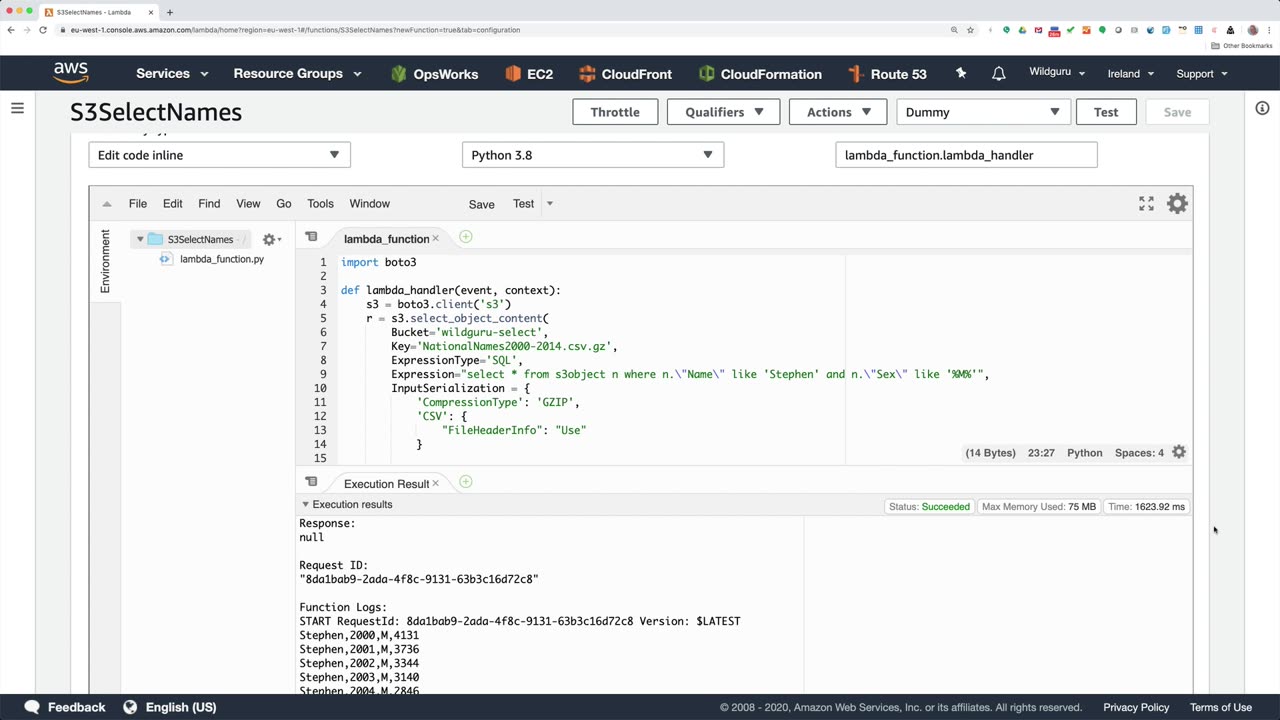 S3SelectNames - Lambda
eu-west-1.console.aws.amazon.com/lambda/home?region=eu-west-1#/functions/S3SelectNames?newFunction=true&tab=configuration
Other Bookmarks
aws
Services
Resource Groups
OpsWorks
EC2
CloudFront
CloudFormation
Route 53
Wildguru
Ireland
Support
S3SelectNames
Throttle
Qualifiers
Actions
Dummy
Test
Save
Edit code inline
Python 3.8
lambda_function.lambda_handler
File Edit Find View Go Tools Window Save Test
Environment
S3SelectNames - /
lambda_function.py
lambda_function
1 import boto3
2
3 def lambda_handler(event, context):
4 s3 = boto3.client('s3')
5 r = s3.select_object_content(
6 Bucket='wildguru-select',
7 Key='NationalNames2000-2014.csv.gz',
8 ExpressionType='SQL',
9 Expression="select * from s3object n where n.\"Name\" like 'Stephen' and n.\"Sex\" like '%M%'",
10 InputSerialization = {
11 'CompressionType': 'GZIP',
12 'CSV': {
13 "FileHeaderInfo": "Use"
14 }
15
(14 Bytes) 23:27 Python Spaces: 4
Execution Result
Execution results
Status: Succeeded
Max Memory Used: 75 MB
Time: 1623.92 ms
Response:
null
Request ID:
"8da1bab9-2ada-4f8c-9131-63b3c16d72c8"
Function Logs:
START RequestId: 8da1bab9-2ada-4f8c-9131-63b3c16d72c8 Version: $LATEST
Stephen,2000,M,4131
Stephen,2001,M,3736
Stephen,2002,M,3344
Stephen,2003,M,3140
Stephen,2004,M,2846
Feedback
English (US)
© 2008 - 2020, Amazon Web Services, Inc. or its affiliates. All rights reserved.
Privacy Policy
Terms of Use